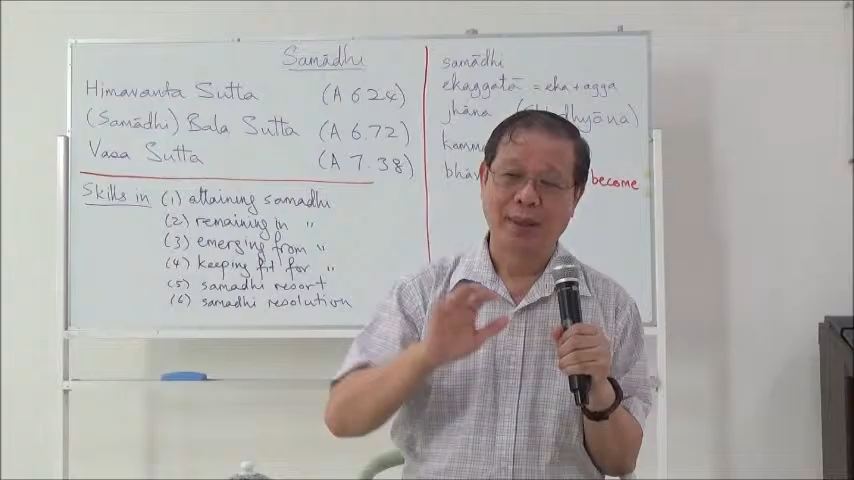 Samādhi
Himavanta Sutta (A 6.24)
(Samādhi) Bala Sutta (A 6.72)
Vasa Sutta (A 7.38)
Skills in (1) attaining samadhi
(2) remaining in "
(3) emerging from "
(4) keeping fit for "
(5) samadhi resort
(6) samadhi resolution
samādhi
ekaggatā = eka + agga
jhāna
become